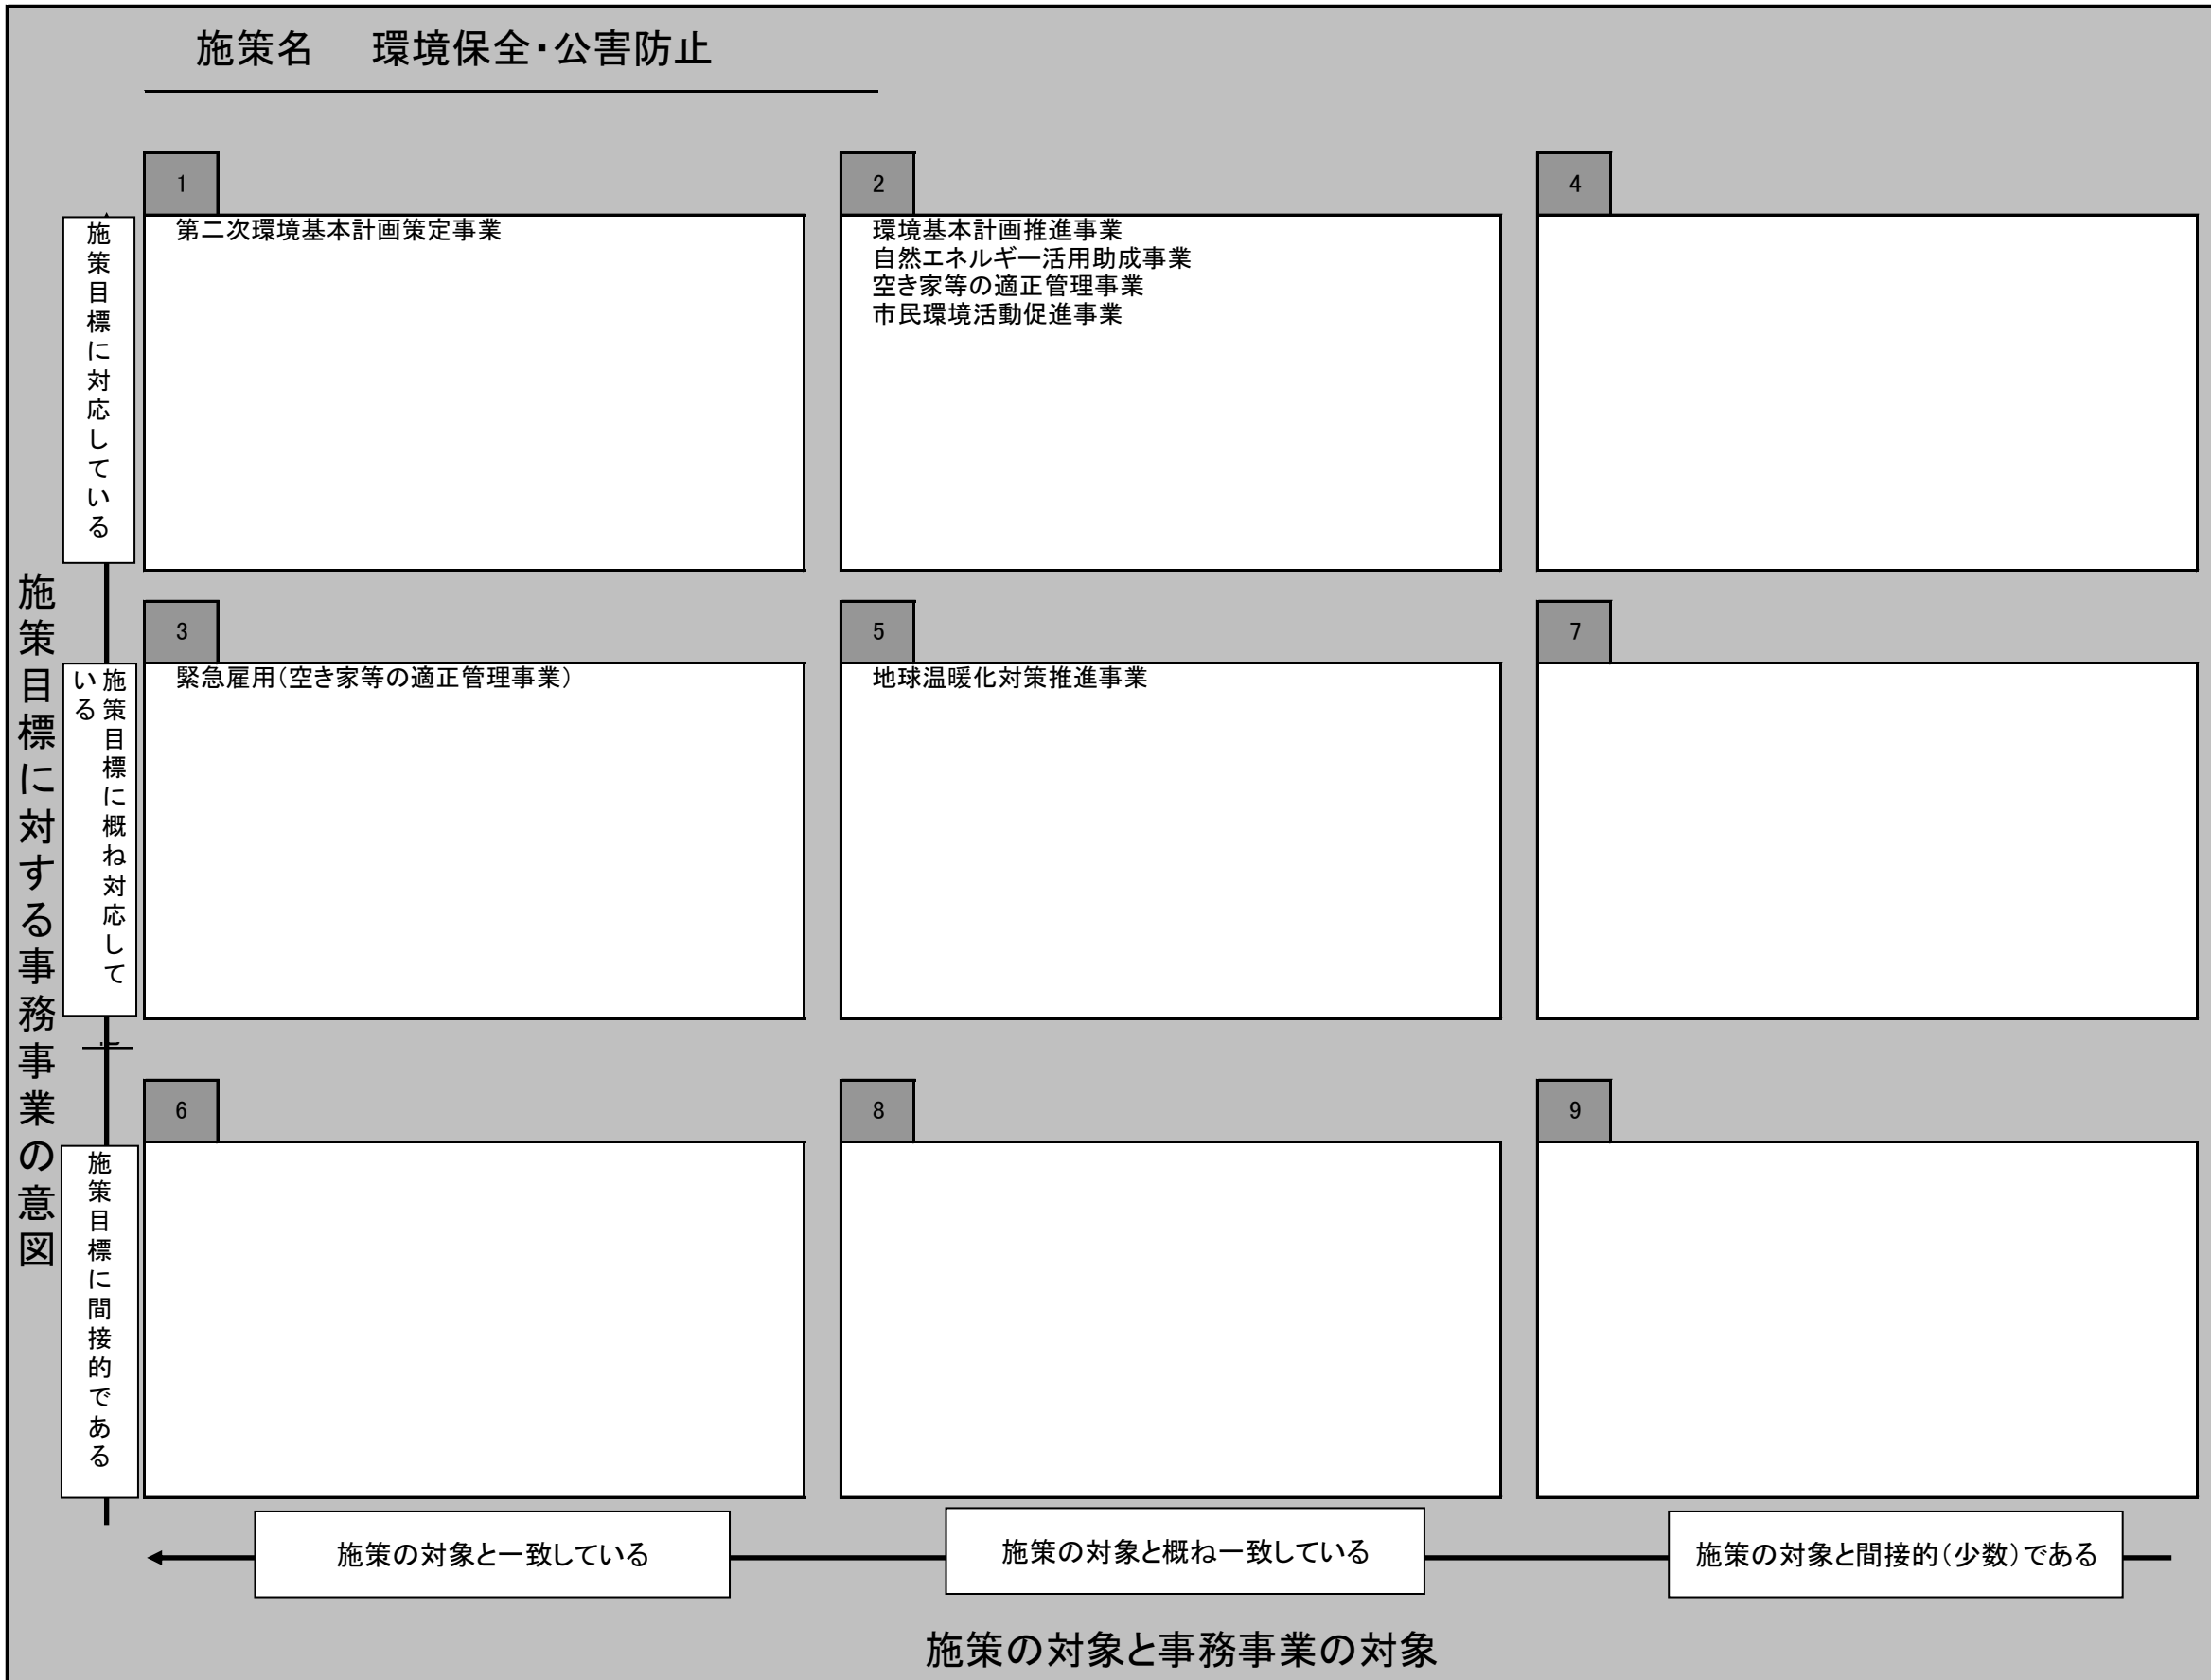 施策名　環境保全・公害防止
1
2
4
施策目標に対応している
第二次環境基本計画策定事業
環境基本計画推進事業
自然エネルギー活用助成事業
空き家等の適正管理事業
市民環境活動促進事業
施策目標に対する事務事業の意図
3
5
7
施策目標に概ね対応して
いる
緊急雇用(空き家等の適正管理事業)
地球温暖化対策推進事業
6
8
9
施策目標に間接的である
施策の対象と一致している
施策の対象と概ね一致している
施策の対象と間接的(少数)である
施策の対象と事務事業の対象